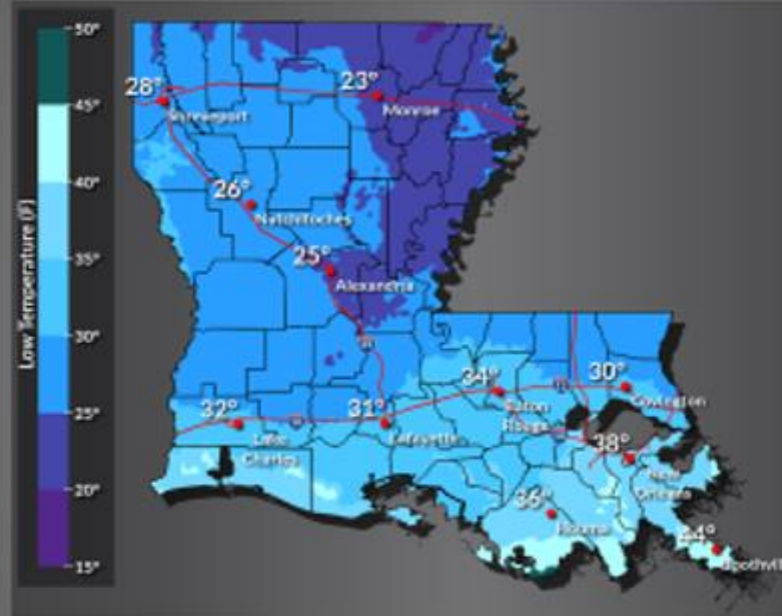 50°
45°
40°
35°
30°
25°
20°
15°
Low Temperature (F)
28°
Shreveport
23°
Monroe
26°
Natchitoches
25°
Alexandria
34°
Baton
Rouge
30°
Covington
32°
Lake
Charles
31°
Lafayette
38°
New
Orleans
36°
Houma
44°
Boothvil